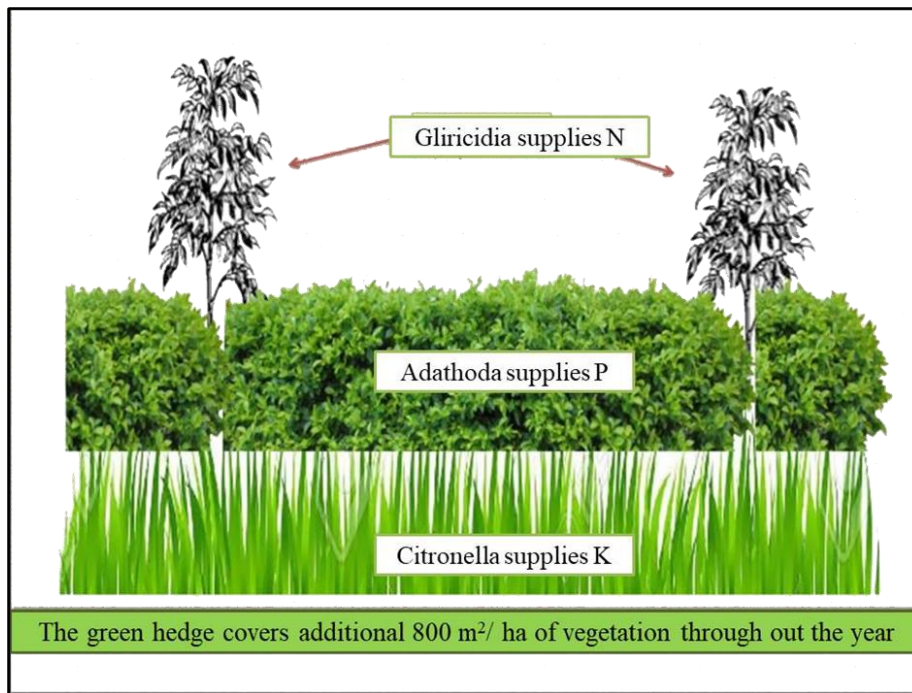 Gliricidia supplies N
Adathoda supplies P
Citronella supplies K
The green hedge covers additional 800 m²/ ha of vegetation through out the year